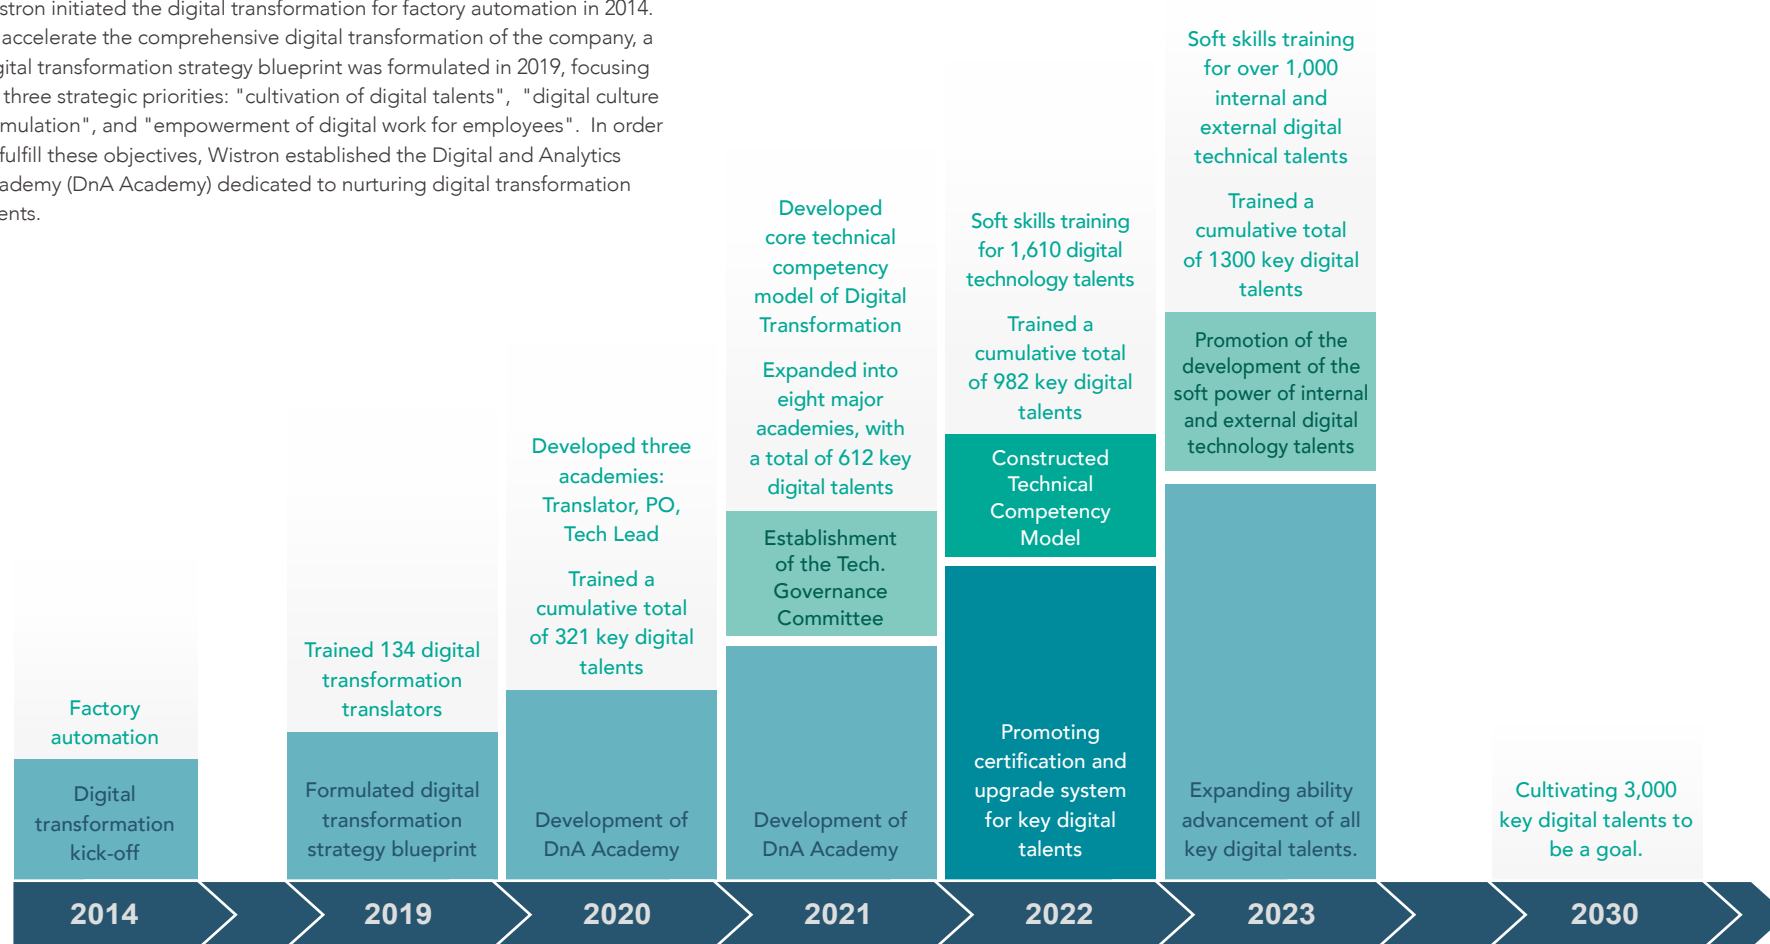 stron initiated the digital transformation for factory automation in 2014.
accelerate the comprehensive digital transformation of the company, a
gital transformation strategy blueprint was formulated in 2019, focusing
three strategic priorities: "cultivation of digital talents", "digital culture
mulation", and "empowerment of digital work for employees". In order
fulfill these objectives, Wistron established the Digital and Analytics
ademy (DnA Academy) dedicated to nurturing digital transformation
ents.
Factory
automation
Digital
transformation
kick-off
2014
Trained 134 digital
transformation
translators
Formulated digital
transformation
strategy blueprint
2019
Developed three
academies:
Translator, PO,
Tech Lead
Trained a
cumulative total
of 321 key digital
talents
Development of
DnA Academy
2020
Developed
core technical
competency
model of Digital
Transformation
Expanded into
eight major
academies, with
a total of 612 key
digital talents
Establishment
of the Tech.
Governance
Committee
Development of
DnA Academy
2021
Soft skills training
for 1,610 digital
technology talents
Trained a
cumulative total
of 982 key digital
talents
Constructed
Technical
Competency
Model
Promoting
certification and
upgrade system
for key digital
talents
2022
Soft skills training
for over 1,000
internal and
external digital
technical talents
Trained a
cumulative total
of 1300 key digital
talents
Promotion of the
development of the
soft power of internal
and external digital
technology talents
Expanding ability
advancement of all
key digital talents.
2023
Cultivating 3,000
key digital talents to
be a goal.
2030